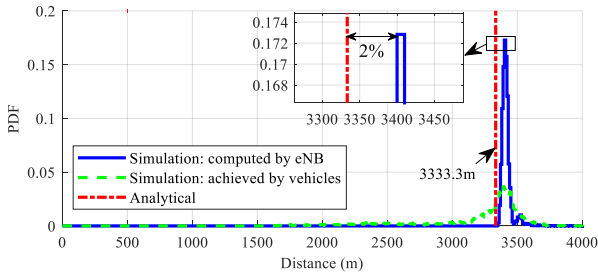 0.2
0.15
0.1
0.05
0
PDF
0.174
0.172
0.17
0.168
2%
3300 3350 3400 3450
3333.3m
Simulation: computed by eNB
Simulation: achieved by vehicles
Analytical
0 500 1000 1500 2000 2500 3000 3500 4000
Distance (m)